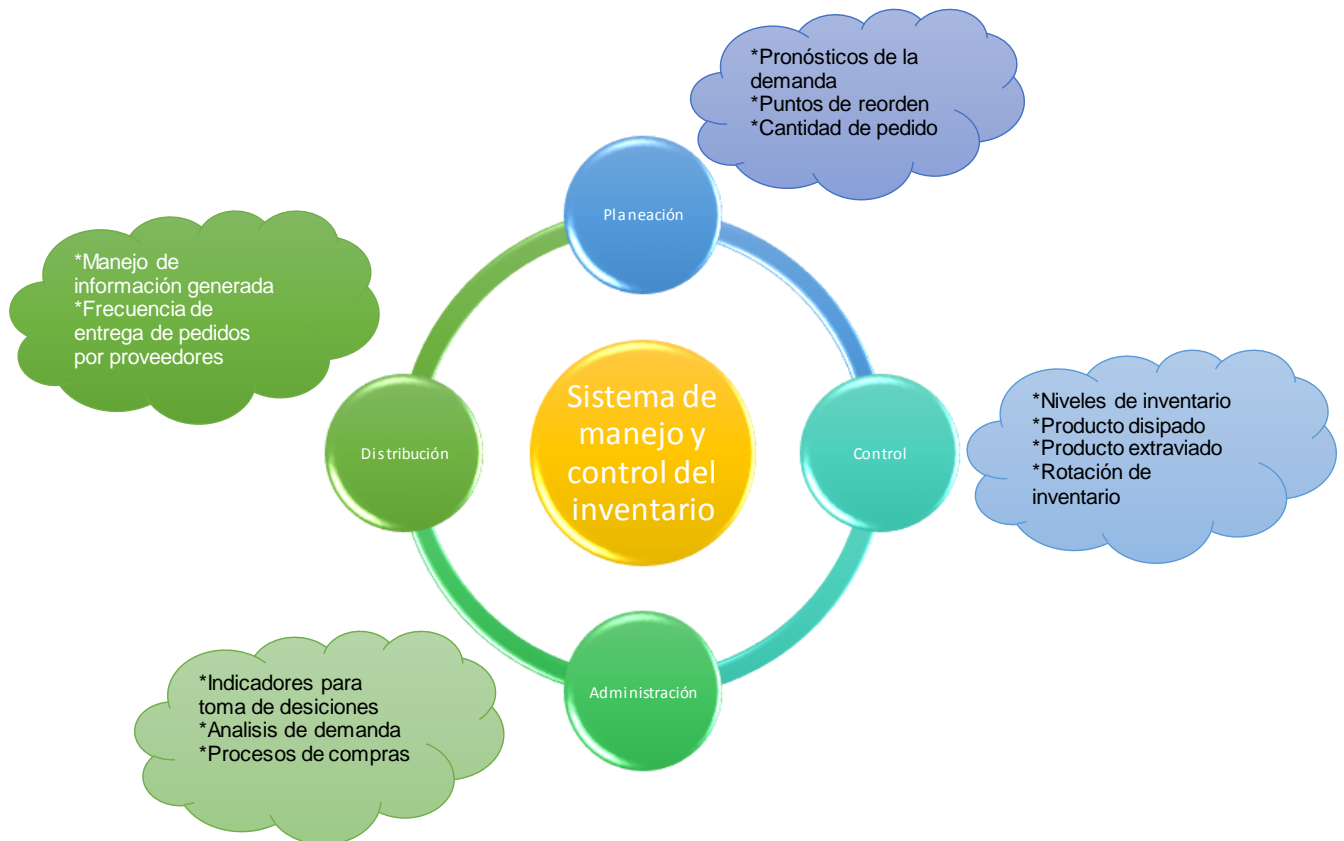 *Pronósticos de la
demanda
*Puntos de reorden
*Cantidad de pedido
Planeación
*Manejo de
información generada
*Frecuencia de
entrega de pedidos
por proveedores
Distribución
Sistema de
manejo y
control del
inventario
Control
*Niveles de inventario
*Producto disipado
*Producto extraviado
*Rotación de
inventario
Administración
*Indicadores para
toma de desiciones
*Analisis de demanda
*Procesos de compras